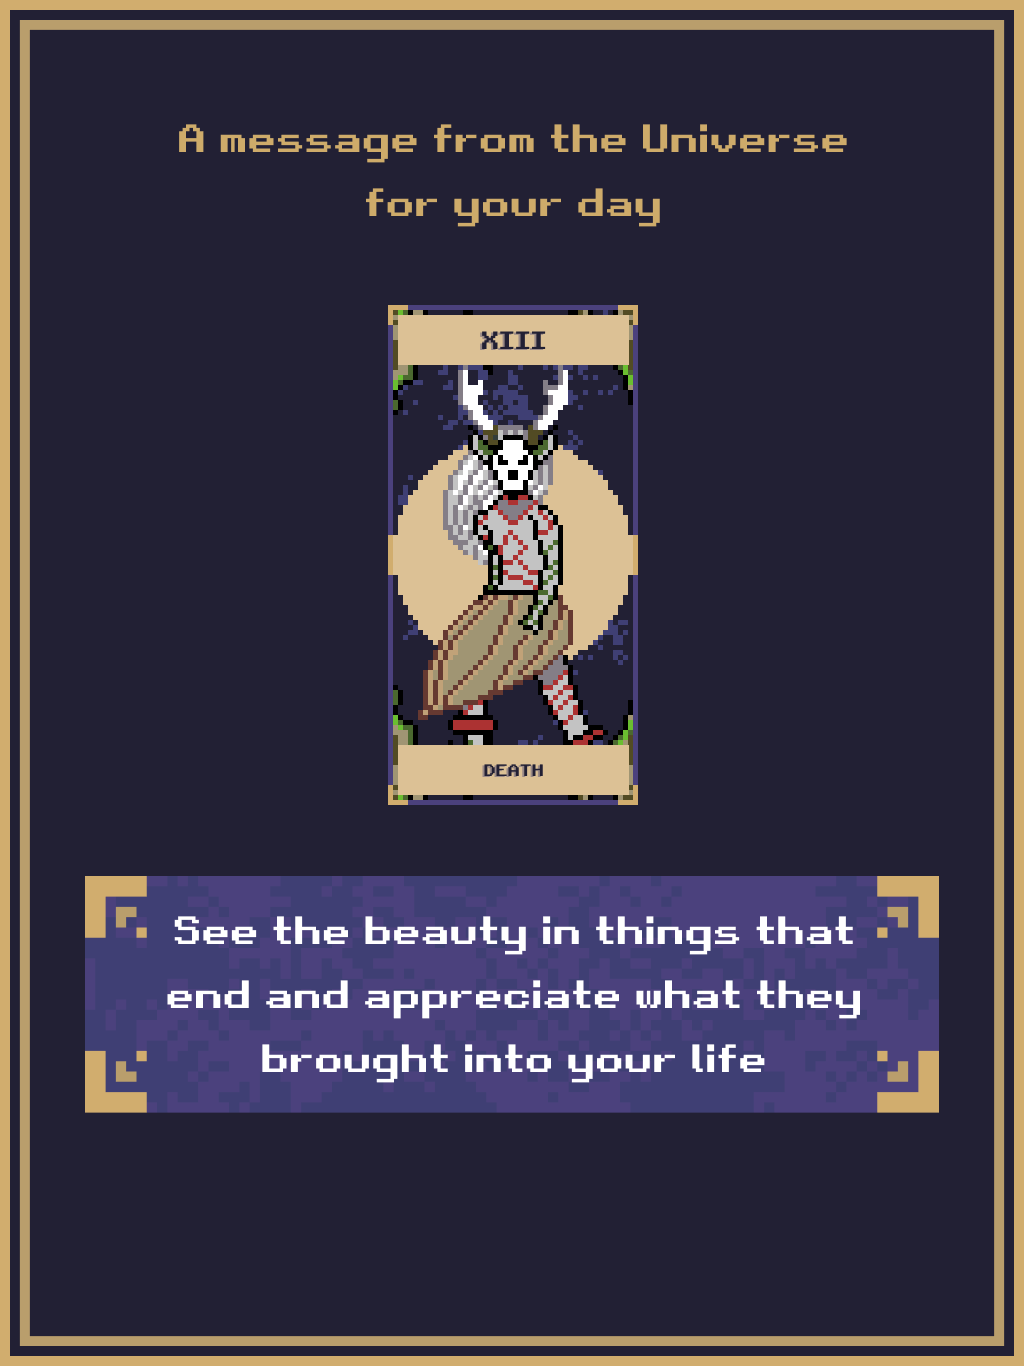 A message from the Universe
for your day
XIII
DEATH
See the beauty in things that
end and appreciate what they
brought into your life